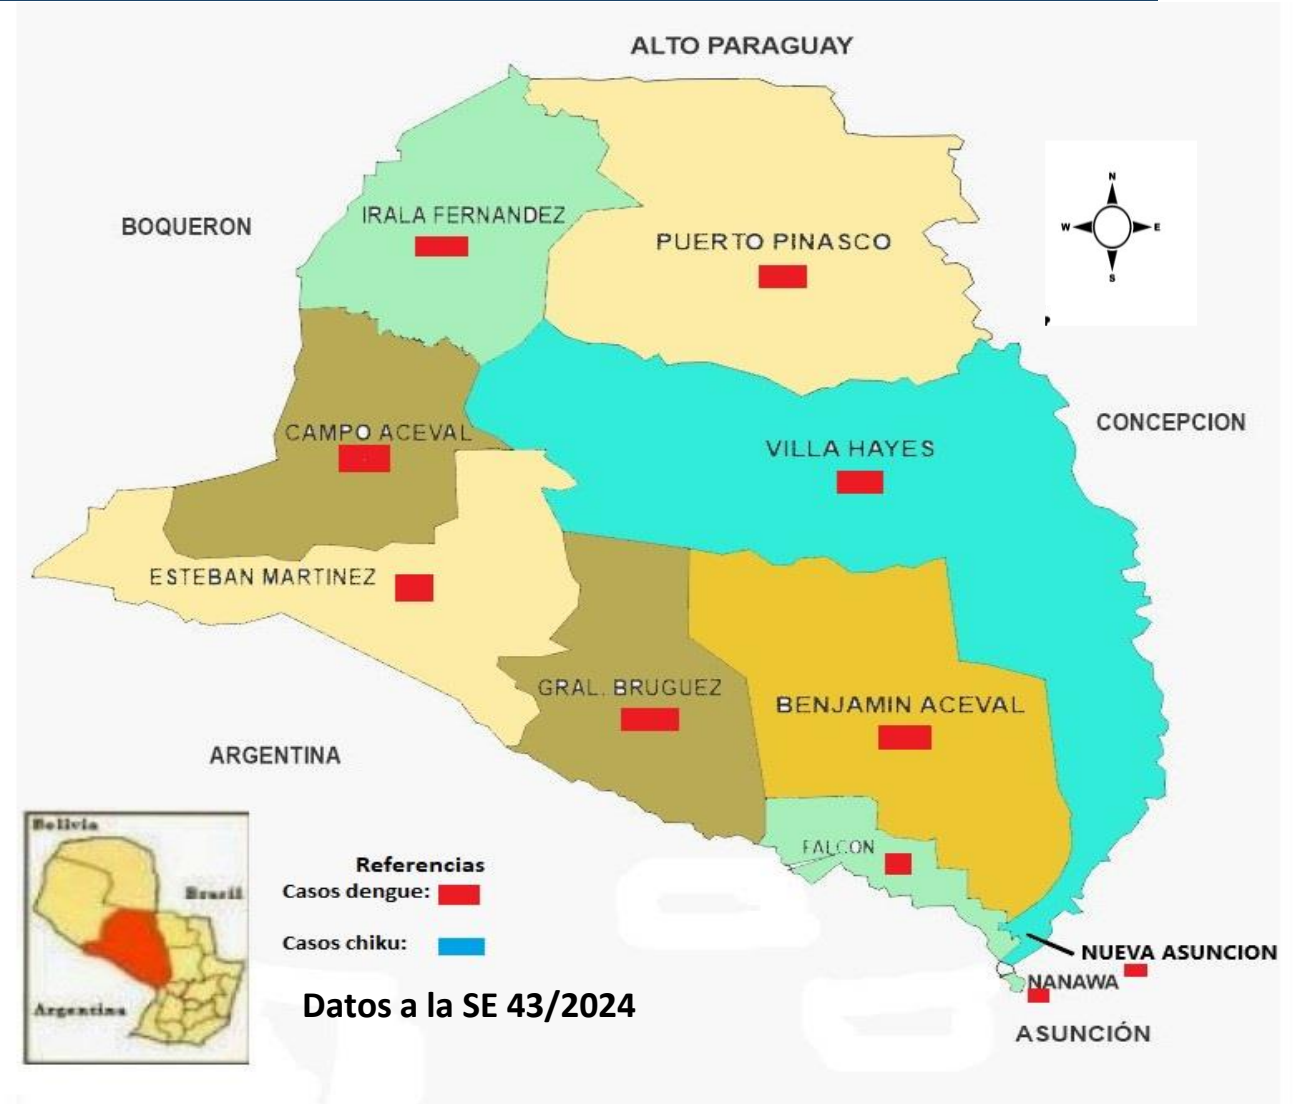 ALTO PARAGUAY
N
W
E
S
BOQUERON
IRALA FERNANDEZ
PUERTO PINASCO
CONCEPCION
CAMPO ACEVAL
VILLA HAYES
ESTEBAN MARTINEZ
GRAL. BRUGUEZ
BENJAMIN ACEVAL
ARGENTINA
Bolivia
Brasil
Argentina
FALCON
Referencias
Casos dengue:
Casos chiku:
NUEVA ASUNCION
NANAWA
Datos a la SE 43/2024
ASUNCIÓN